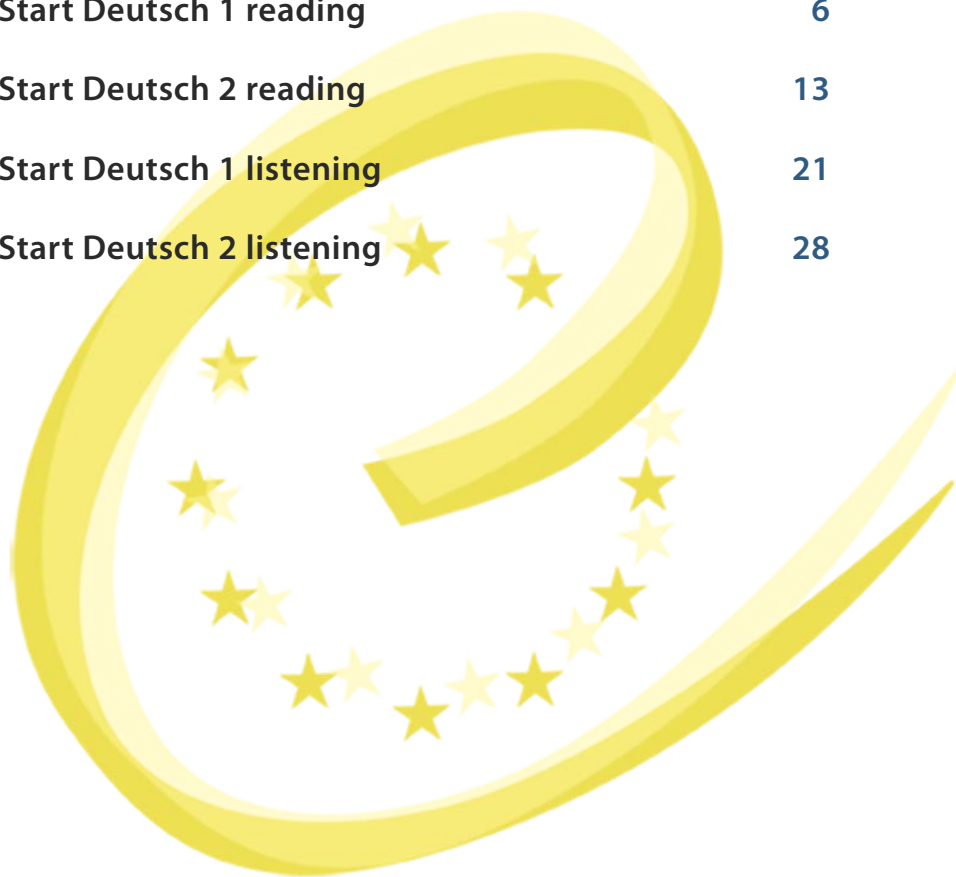 Start Deutsch 1 reading 6
Start Deutsch 2 reading 13
Start Deutsch 1 listening 21
Start Deutsch 2 listening 28